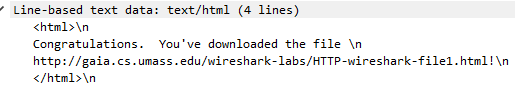 Line-based text data: text/html (4 lines)
<html>\n
Congratulations.  You've downloaded the file \n
http://gaia.cs.umass.edu/wireshark-labs/HTTP-wireshark-file1.html!\n
</html>\n